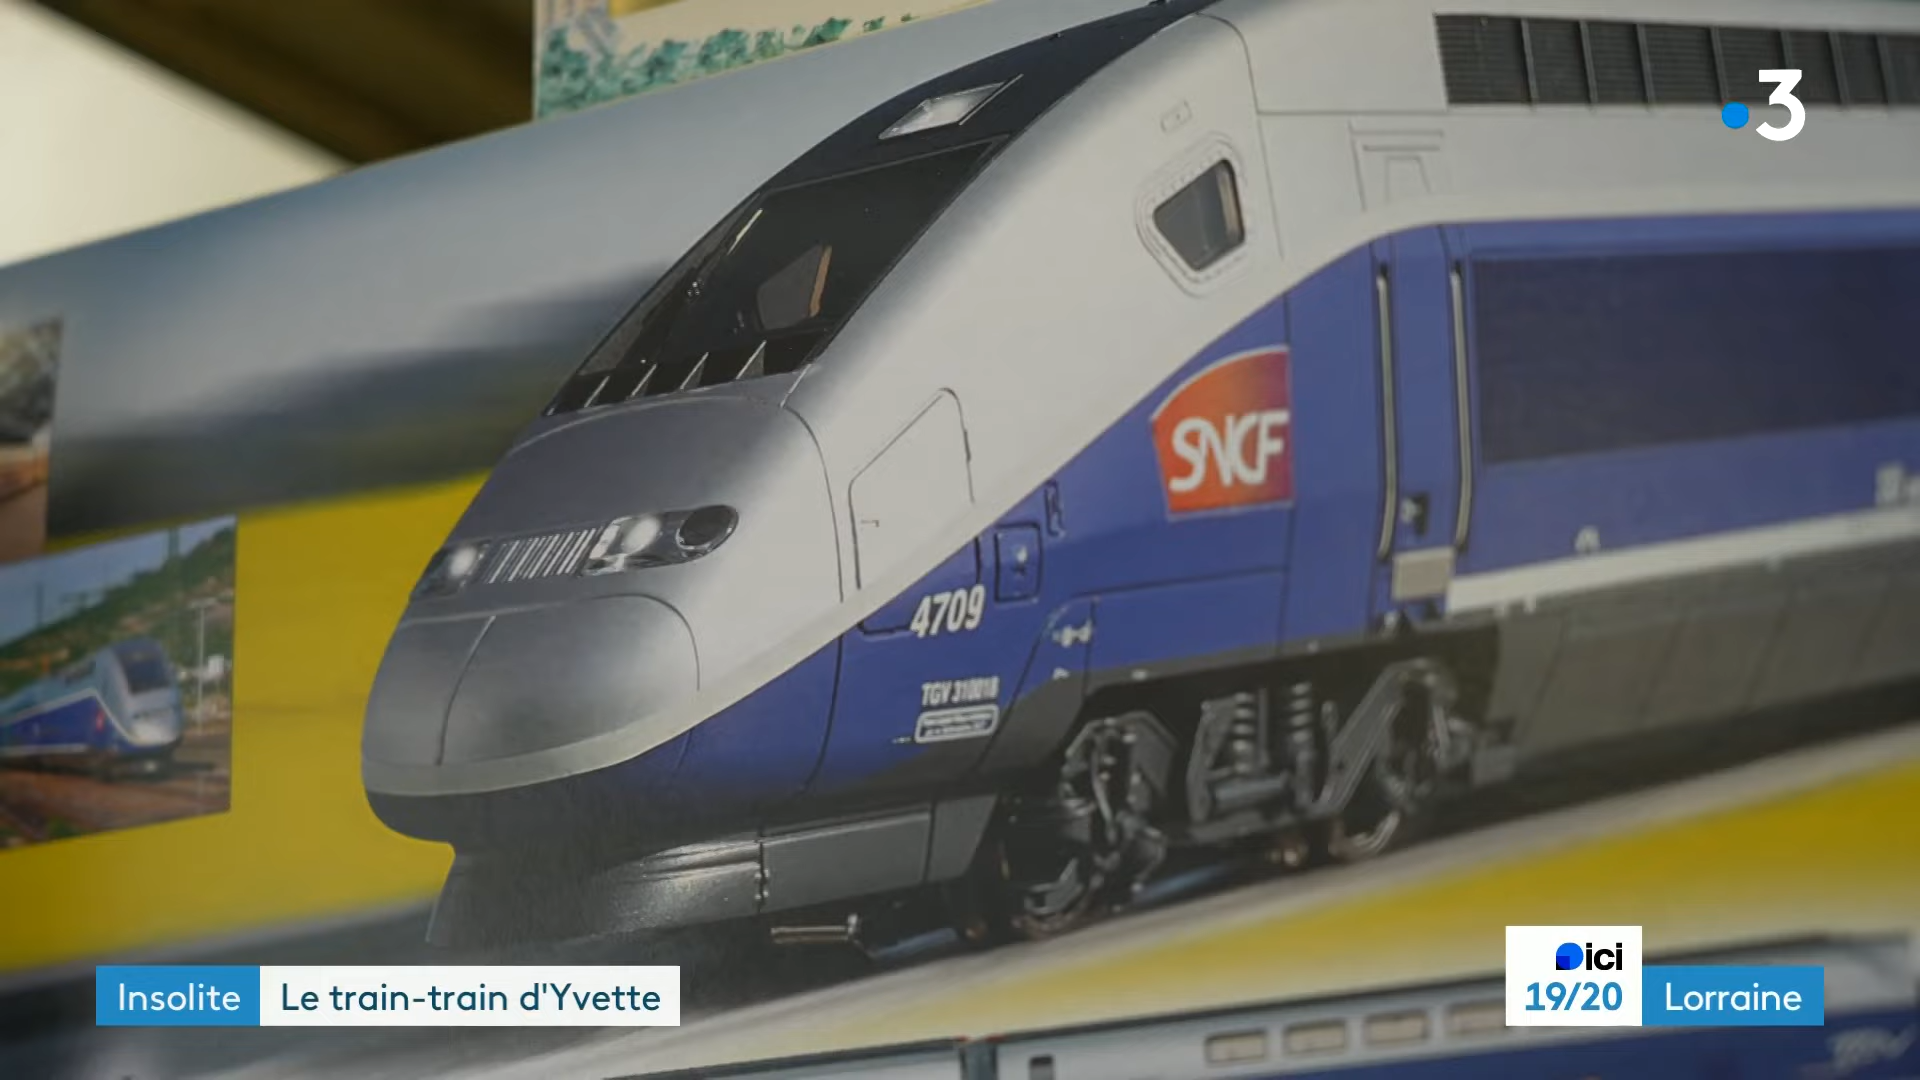 3
SNCF
4709
TGV 310018
ici
Insolite
Le train-train d'Yvette
19/20
Lorraine